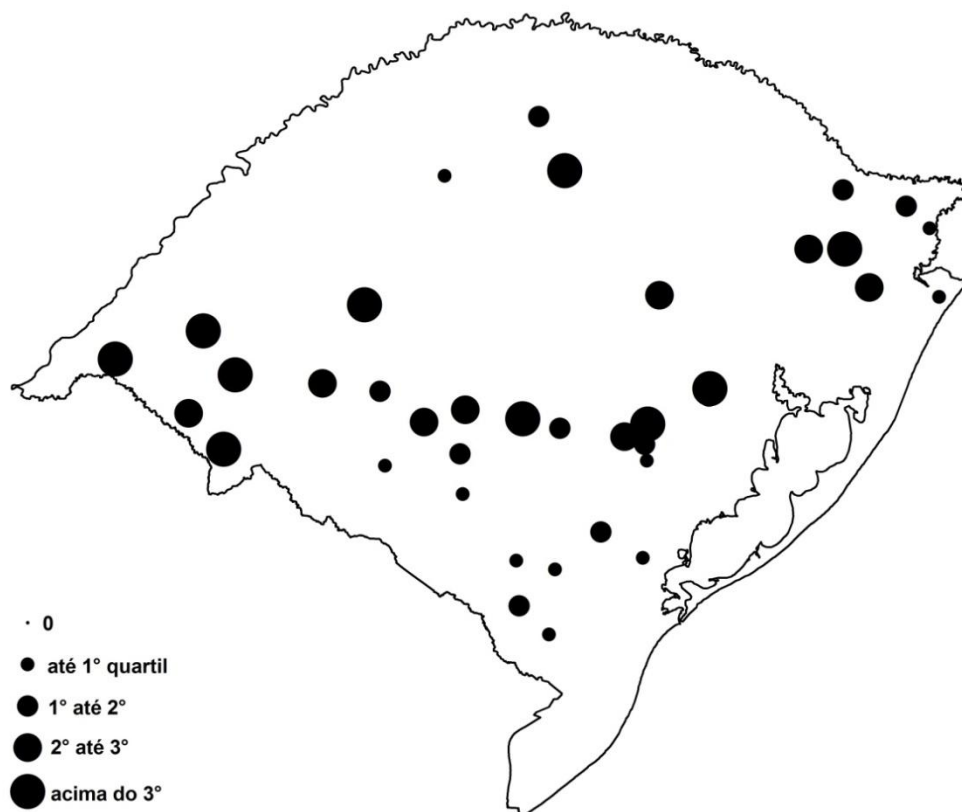 0
até 1° quartil
1° até 2°
2° até 3°
acima do 3°